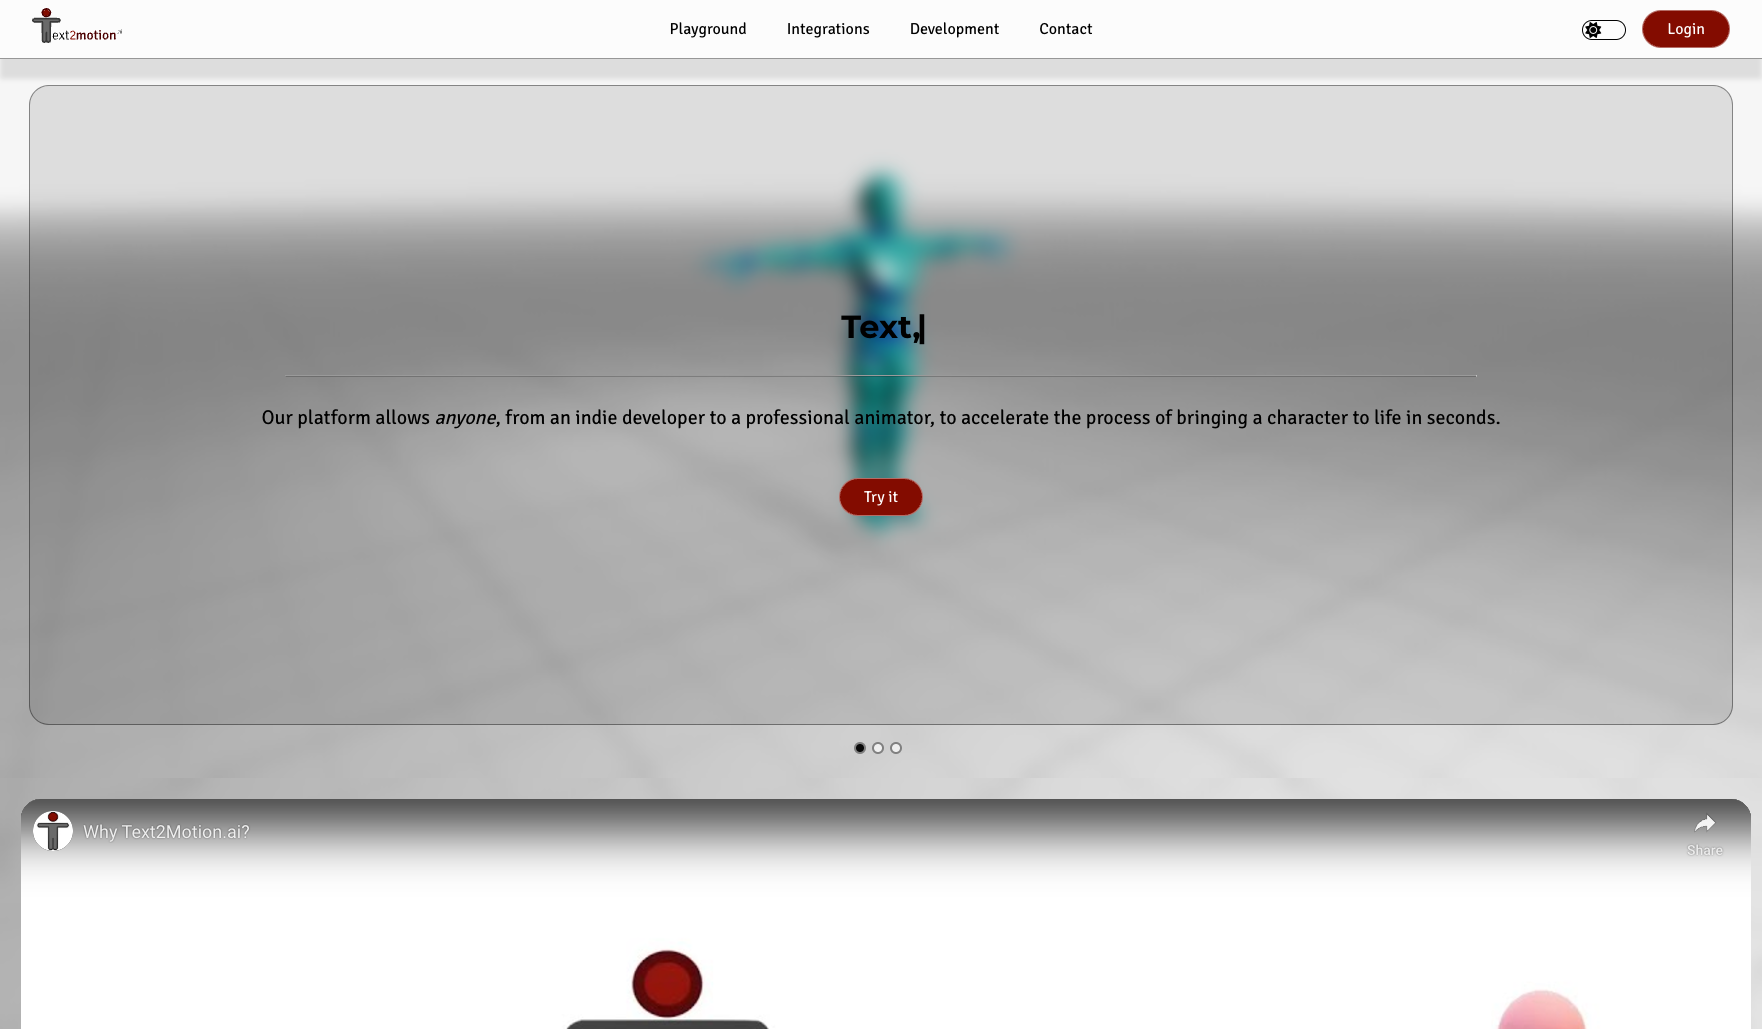 ext2motion
Playground
Integrations
Development
Contact
Login
Text,
Our platform allows anyone, from an indie developer to a professional animator, to accelerate the process of bringing a character to life in seconds.
Try it
Why Text2Motion.ai?
Share